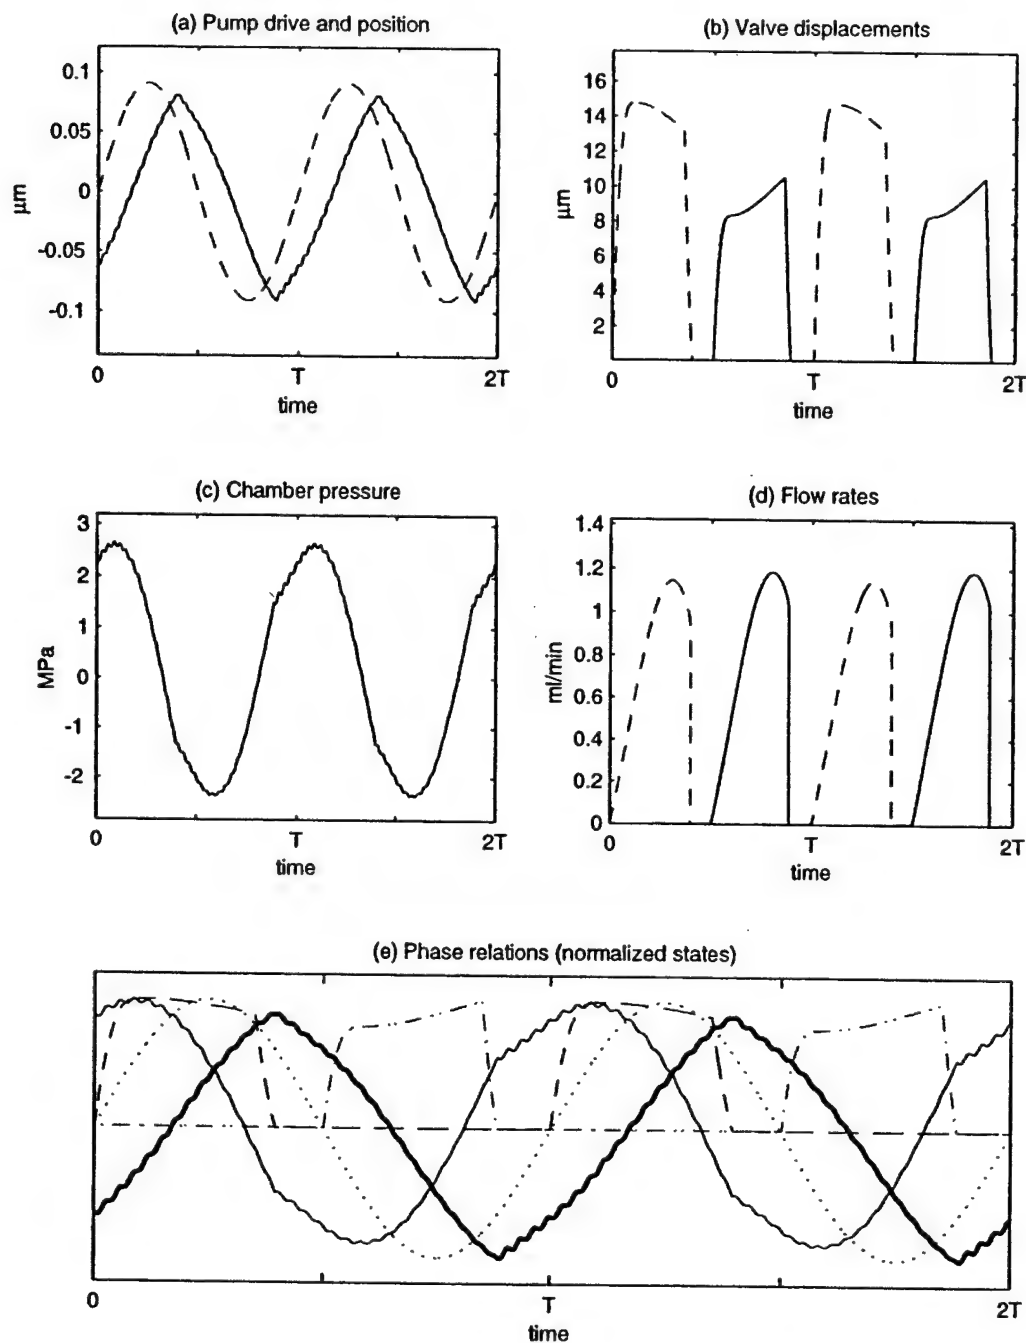 (a) Pump drive and position
0.1
0.05
0
-0.05
-0.1
µm
0
T
2T
time
(b) Valve displacements
16
14
12
10
8
6
4
2
µm
0
T
2T
time
(c) Chamber pressure
3
2
1
0
-1
-2
MPa
0
T
2T
time
(d) Flow rates
1.4
1.2
1
0.8
0.6
0.4
0.2
0
ml/min
0
T
2T
time
(e) Phase relations (normalized states)
0
T
2T
time